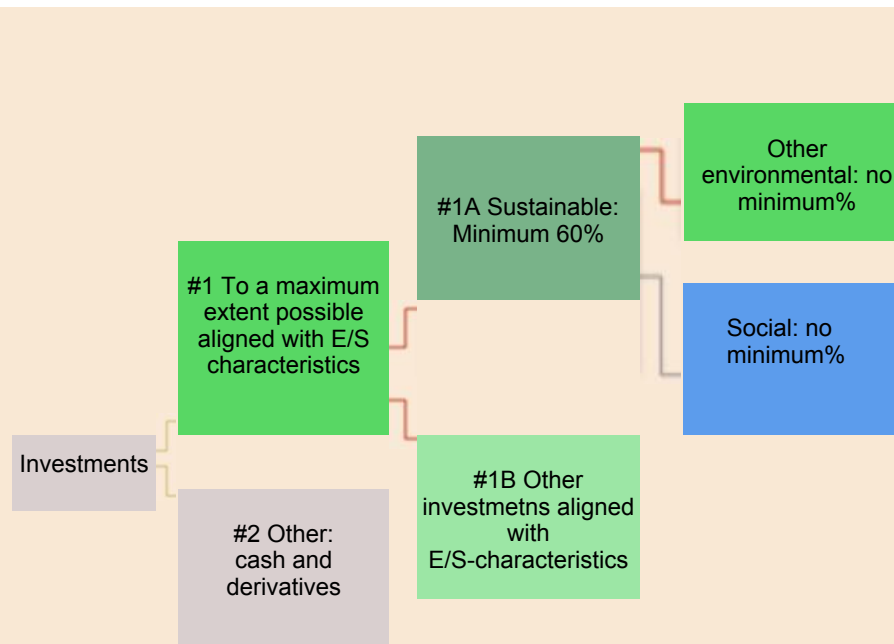 Investments
#1 To a maximum
extent possible
aligned with E/S
characteristics
#2 Other:
cash and
derivatives
#1A Sustainable:
Minimum 60%
#1B Other
investmetns aligned
with
E/S-characteristics
Other
environmental: no
minimum%
Social: no
minimum%